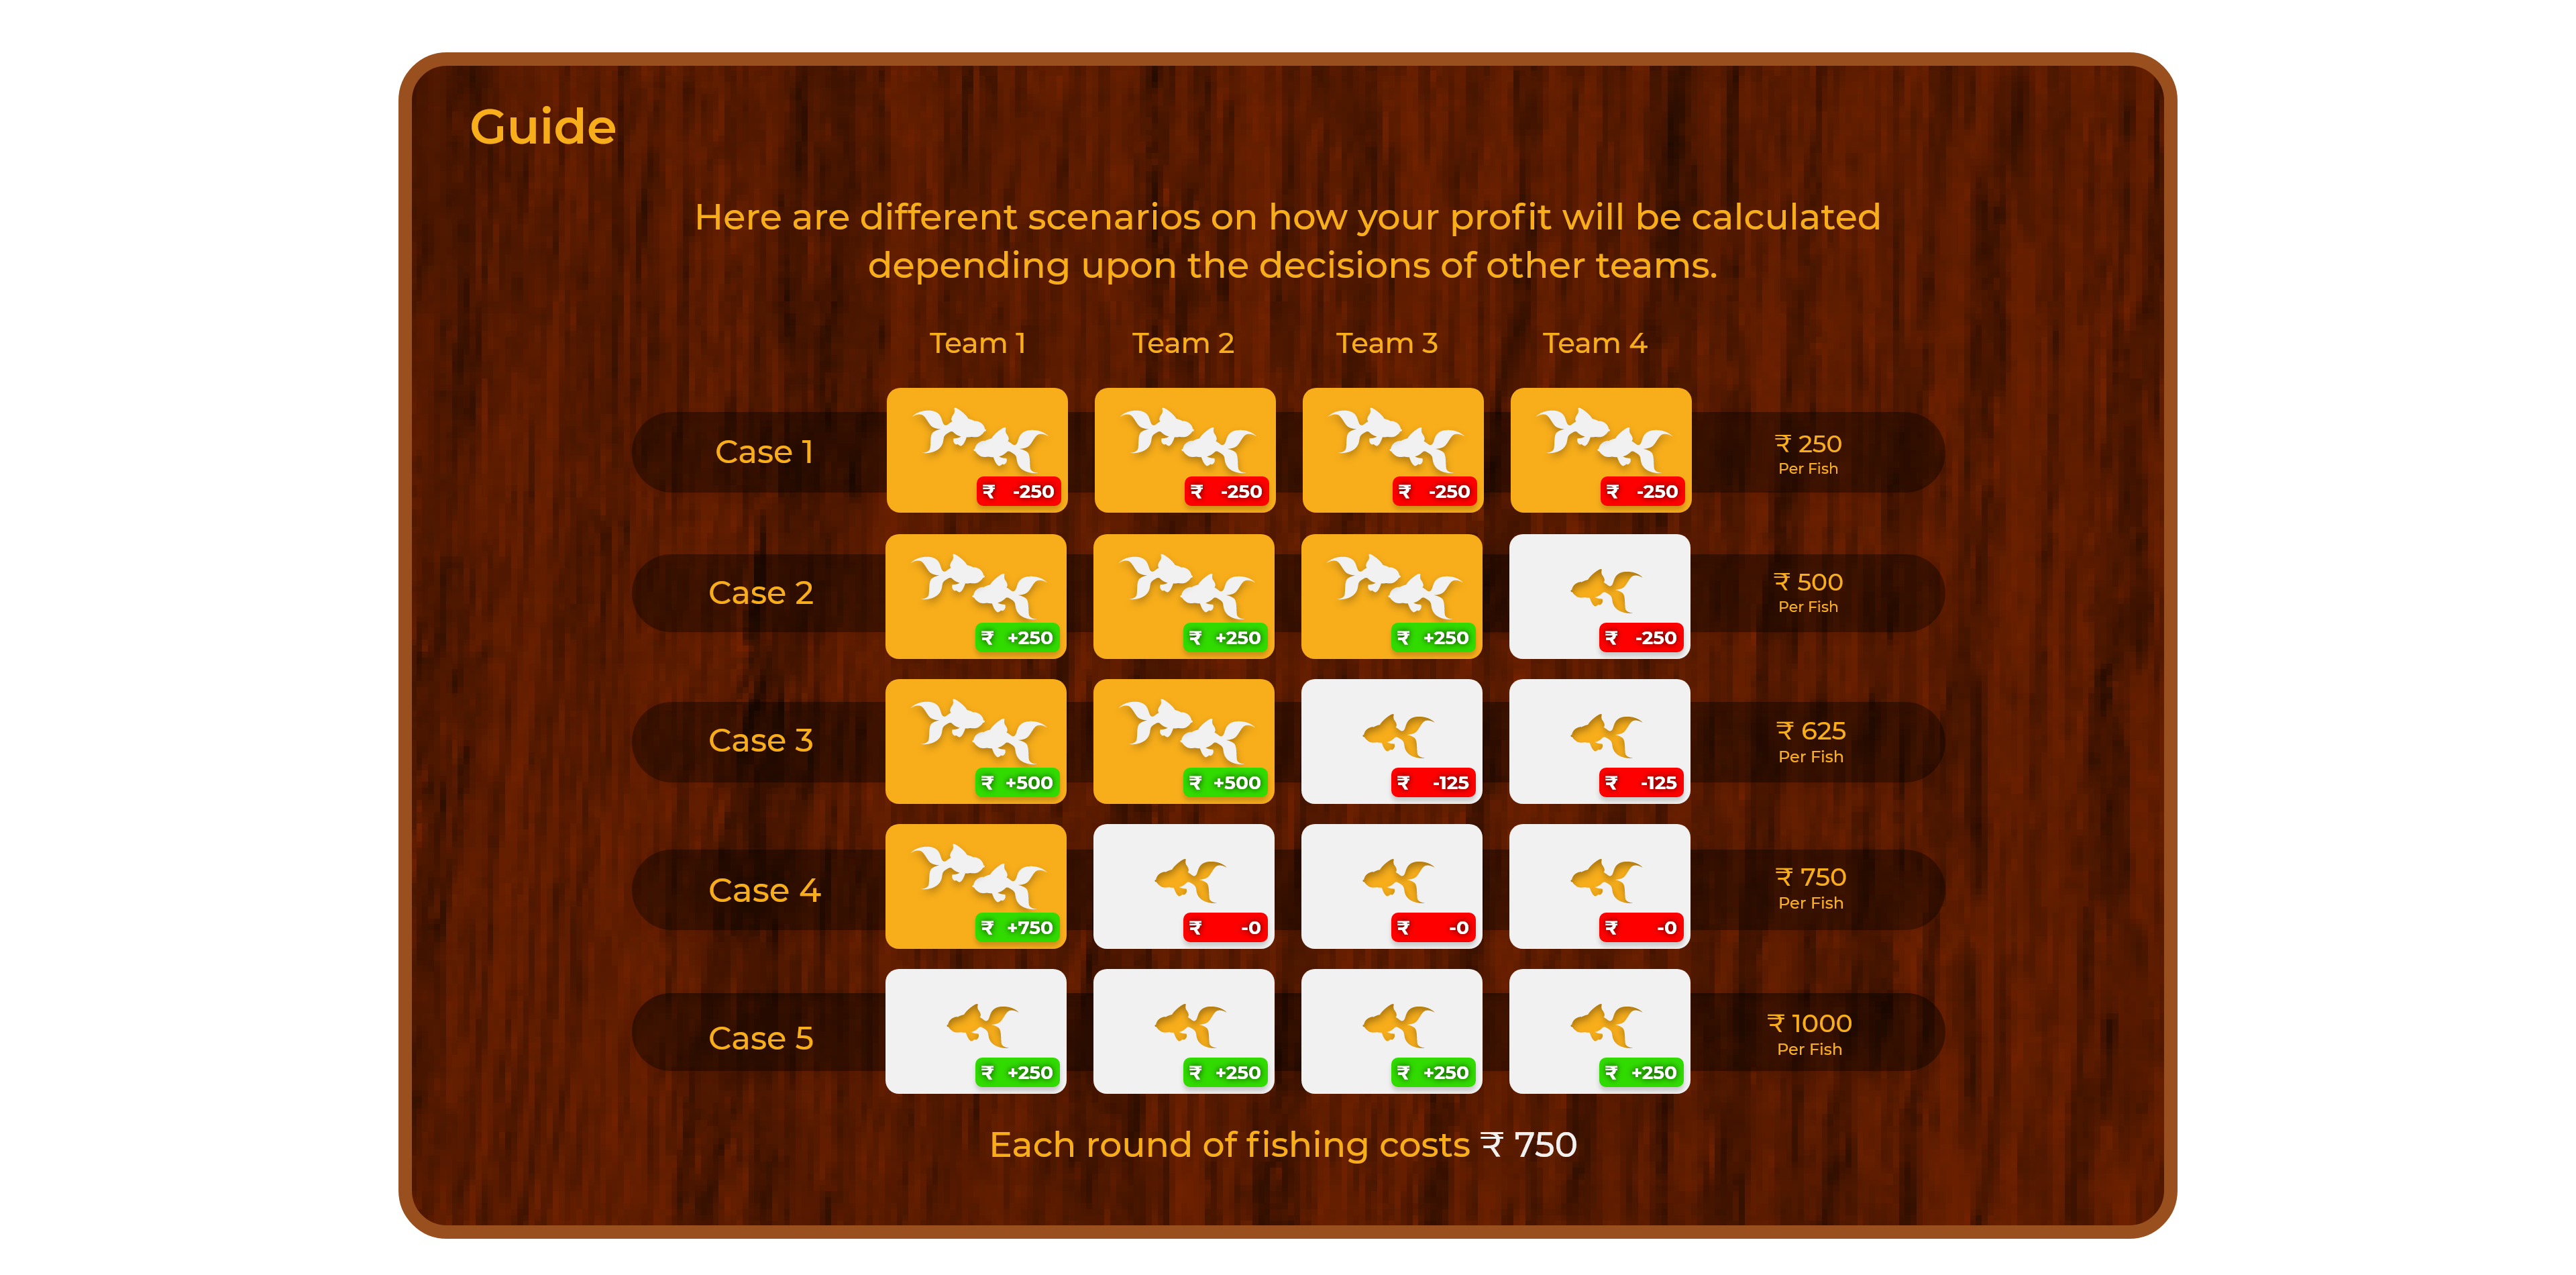 Guide
Here are different scenarios on how your profit will be calculated
depending upon the decisions of other teams.
Team 1 Team 2 Team 3 Team 4
Case 1 ₹ -250 ₹ -250 ₹ -250 ₹ -250 ₹ 250 Per Fish
Case 2 ₹ +250 ₹ +250 ₹ +250 ₹ -250 ₹ 500 Per Fish
Case 3 ₹ +500 ₹ +500 ₹ -125 ₹ -125 ₹ 625 Per Fish
Case 4 ₹ +750 ₹ -0 ₹ -0 ₹ -0 ₹ 750 Per Fish
Case 5 ₹ +250 ₹ +250 ₹ +250 ₹ +250 ₹ 1000 Per Fish
Each round of fishing costs ₹ 750